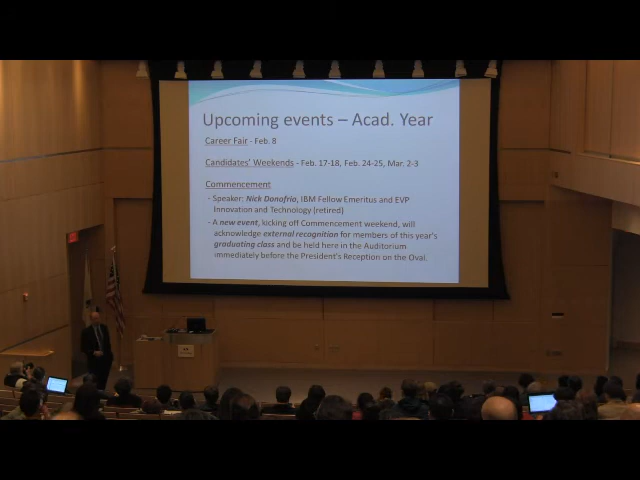 Upcoming events – Acad. Year
Career Fair - Feb. 8
Candidates' Weekends - Feb. 17-18, Feb. 24-25, Mar. 2-3
Commencement
- Speaker: Nick Donofrio, IBM Fellow Emeritus and EVP
Innovation and Technology (retired)
- A new event, kicking off Commencement weekend, will
acknowledge external recognition for members of this year's
graduating class and be held here in the Auditorium
immediately before the President's Reception on the Oval.